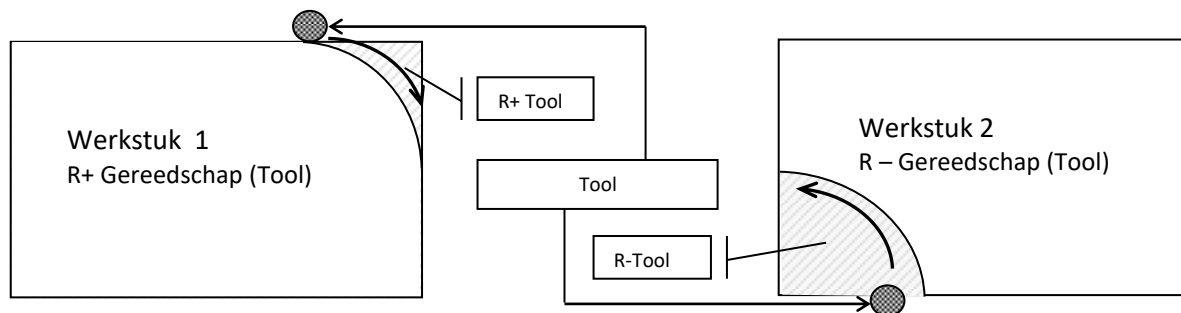 R+ Tool
Werkstuk 1
R+ Gereedschap (Tool)
Tool
Werkstuk 2
R – Gereedschap (Tool)
R-Tool